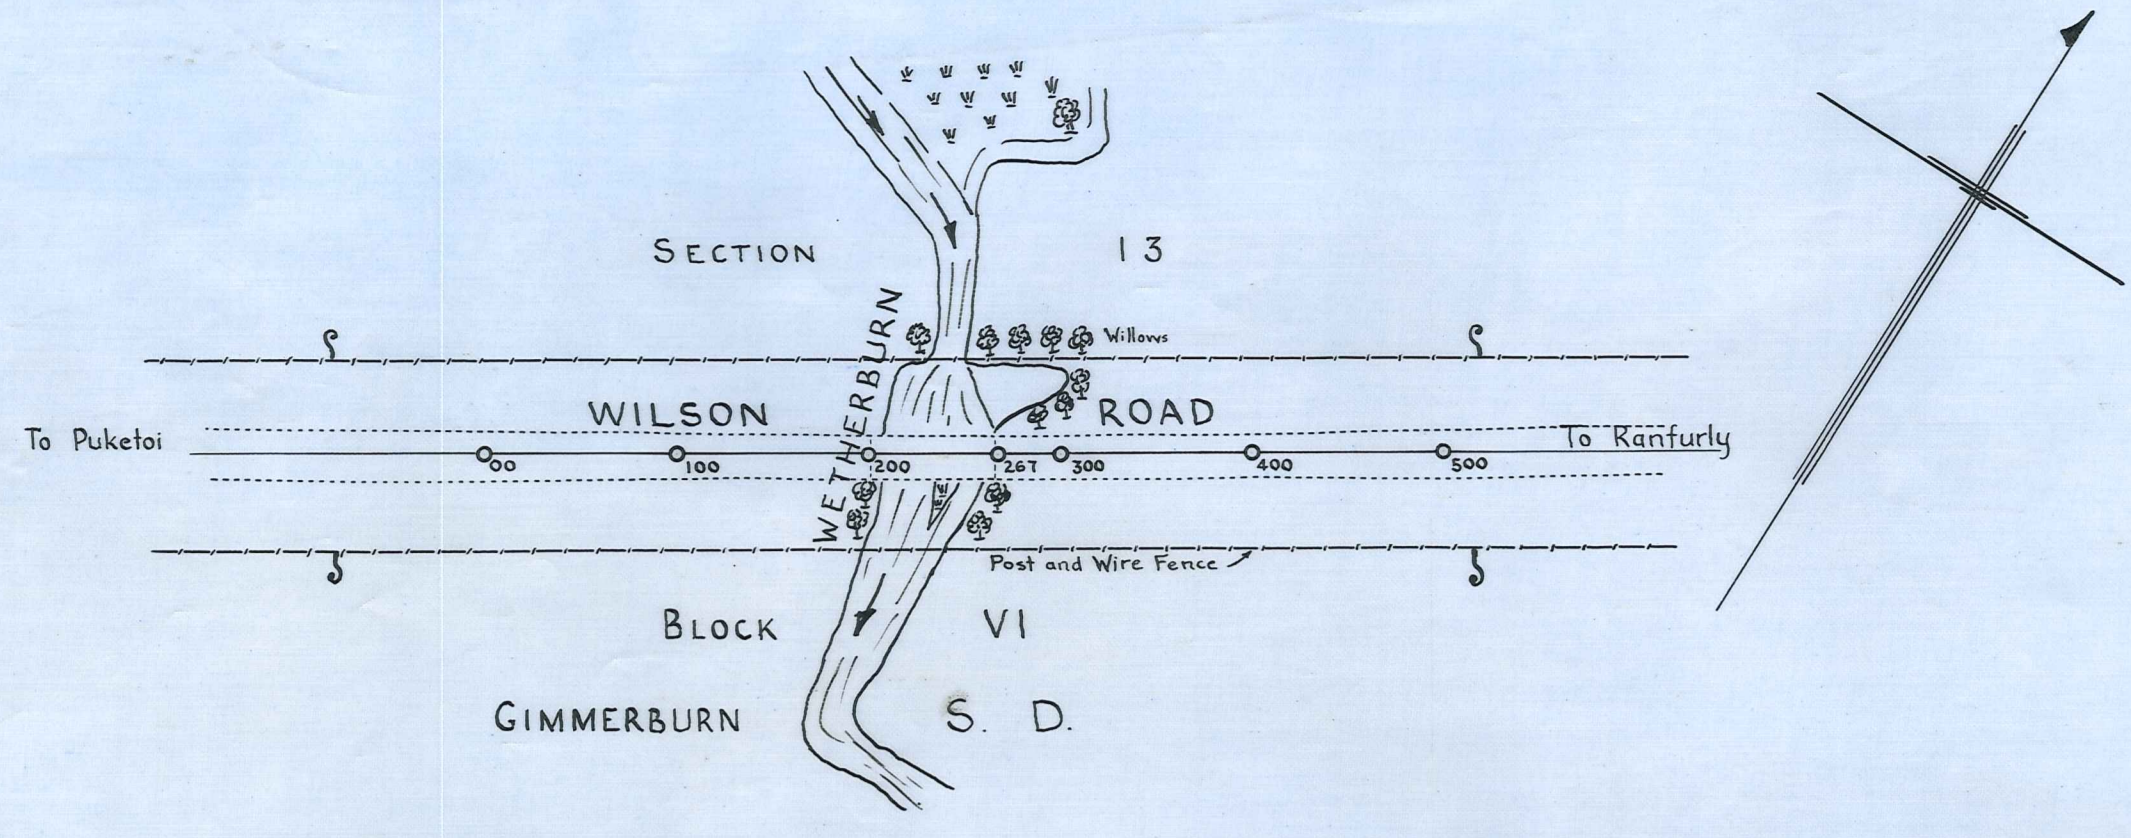 SECTION 13
WETHERBURN
Willows
WILSON ROAD
To Puketoi
To Ranfurly
00 100 200 267 300 400 500
Post and Wire Fence
BLOCK VI
GIMMERBURN S. D.